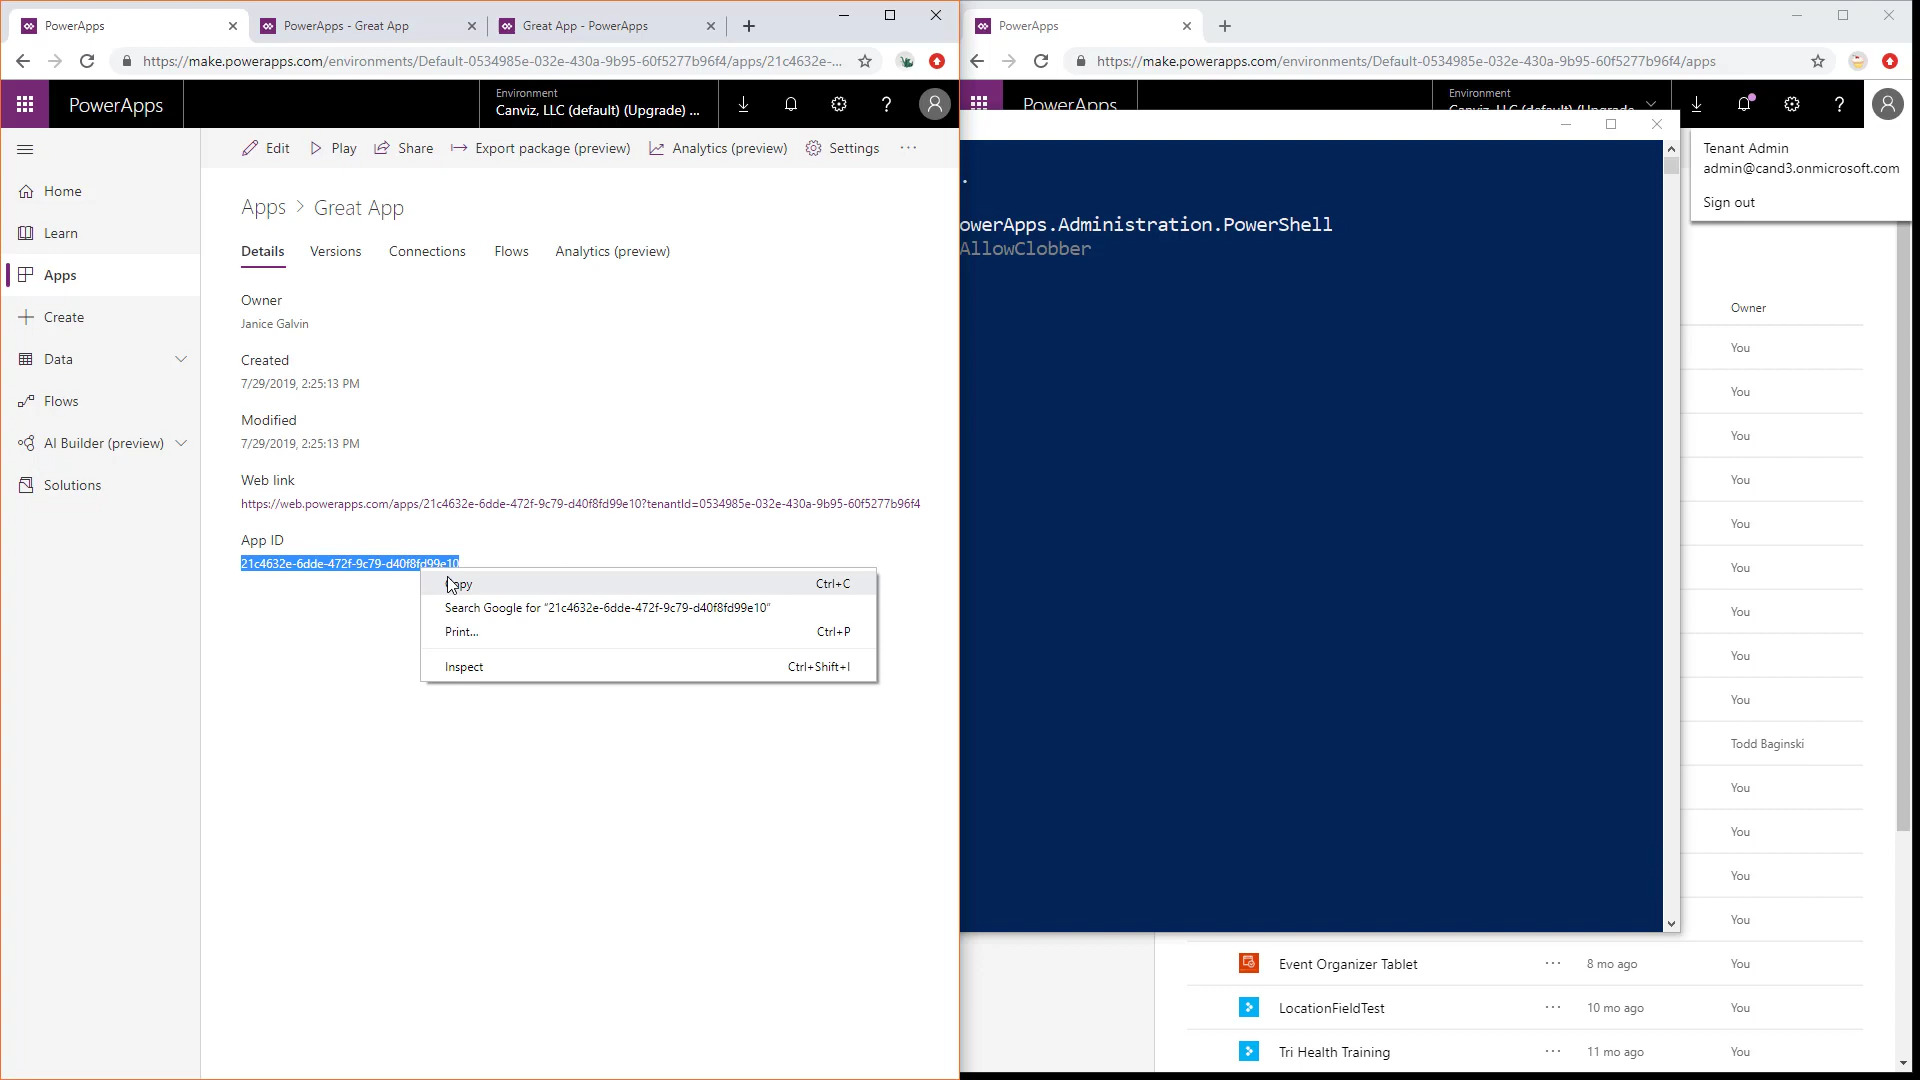 PowerApps
PowerApps - Great App
Great App - PowerApps
https://make.powerapps.com/environments/Default-0534985e-032e-430a-9b95-60f5277b96f4/apps/21c4632e-...
PowerApps
Environment
Canviz, LLC (default) (Upgrade) ...
Edit
Play
Share
Export package (preview)
Analytics (preview)
Settings
Home
Learn
Apps
Create
Data
Flows
AI Builder (preview)
Solutions
Apps > Great App
Details
Versions
Connections
Flows
Analytics (preview)
Owner
Janice Galvin
Created
7/29/2019, 2:25:13 PM
Modified
7/29/2019, 2:25:13 PM
Web link
https://web.powerapps.com/apps/21c4632e-6dde-472f-9c79-d40f8fd99e10?tenantId=0534985e-032e-430a-9b95-60f5277b96f4
App ID
21c4632e-6dde-472f-9c79-d40f8fd99e10
Copy Ctrl+C
Search Google for "21c4632e-6dde-472f-9c79-d40f8fd99e10"
Print... Ctrl+P
Inspect Ctrl+Shift+I
PowerApps
https://make.powerapps.com/environments/Default-0534985e-032e-430a-9b95-60f5277b96f4/apps
PowerApps
Environment
Canviz, LLC (default) (Upgrade
Tenant Admin
admin@cand3.onmicrosoft.com
Sign out
.
owerApps.Administration.PowerShell
AllowClobber
Owner
You
You
You
You
You
You
You
You
You
Todd Baginski
You
You
You
You
Event Organizer Tablet ... 8 mo ago You
LocationFieldTest ... 10 mo ago You
Tri Health Training ... 11 mo ago You